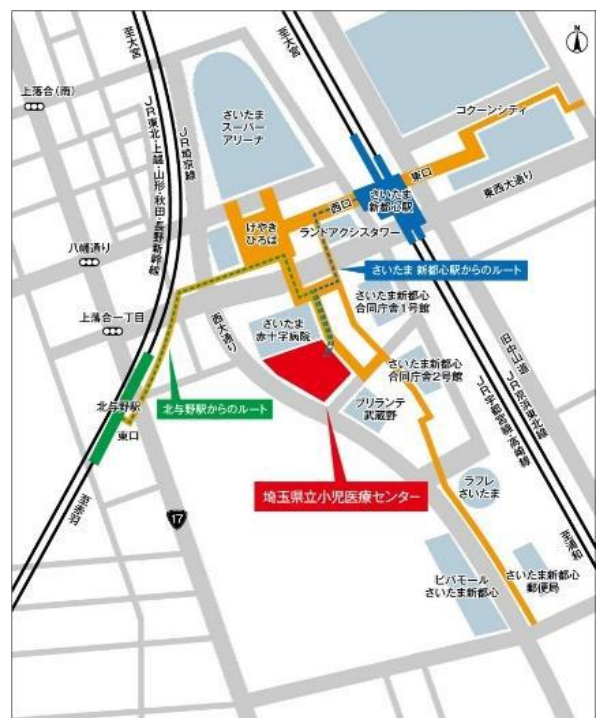 至大宮
至大宮
N
上落合(南)
さいたま
スーパー
アリーナ
コクーンシティ
JR東北・上越・山形・秋田・長野新幹線
JR埼京線
東口
さいたま
新都心駅
西口
東西大通り
けやき
ひろば
ランドアクシスタワー
八幡通り
さいたま 新都心駅からのルート
さいたま新都心
合同庁舎1号館
上落合一丁目
西大通り
さいたま
赤十字病院
旧中山道
JR京浜東北線
JR宇都宮線・高崎線
さいたま新都心
合同庁舎2号館
北与野駅
東口
北与野駅からのルート
ブリランテ
武蔵野
埼玉県立小児医療センター
ラフレ
さいたま
至赤羽
17
至浦和
ビバモール
さいたま新都心
さいたま新都心
郵便局